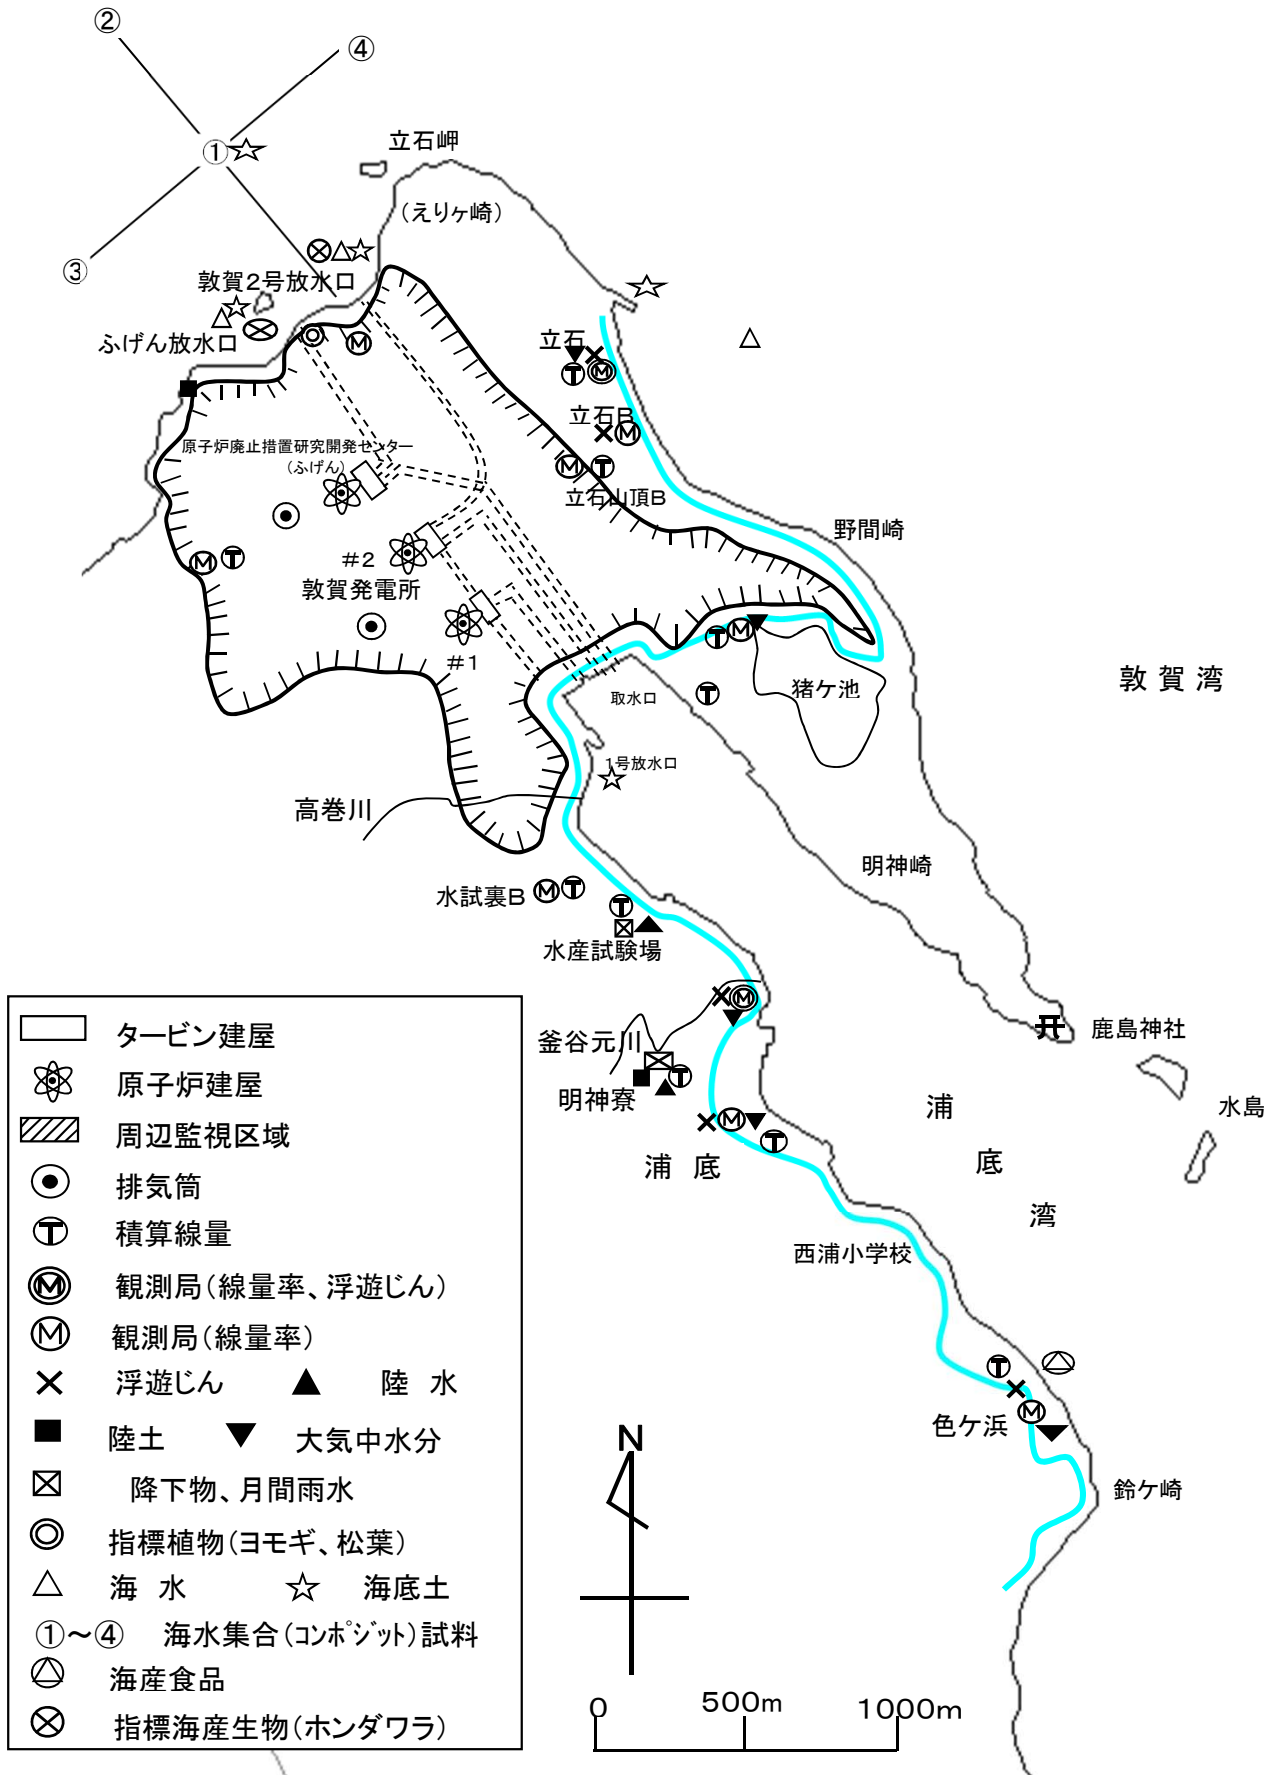 ②
④
立石岬
①
(えりヶ崎)
③
敦賀2号放水口
ふげん放水口
立石
立石B
原子炉廃止措置研究開発センター
(ふげん)
立石山頂B
野間崎
#2
敦賀発電所
#1
敦賀湾
猪ケ池
取水口
1号放水口
高巻川
明神崎
水試裏B
水産試験場
鹿島神社
釜谷元川
明神寮
水島
浦底湾
浦底
西浦小学校
色ケ浜
鈴ケ崎
タービン建屋
原子炉建屋
周辺監視区域
排気筒
T 積算線量
M 観測局(線量率、浮遊じん)
M 観測局(線量率)
浮遊じん 陸水
陸土 大気中水分
降下物、月間雨水
指標植物(ヨモギ、松葉)
海水 海底土
①~④ 海水集合(コンポジット)試料
海産食品
指標海産生物(ホンダワラ)
N
0 500m 1000m